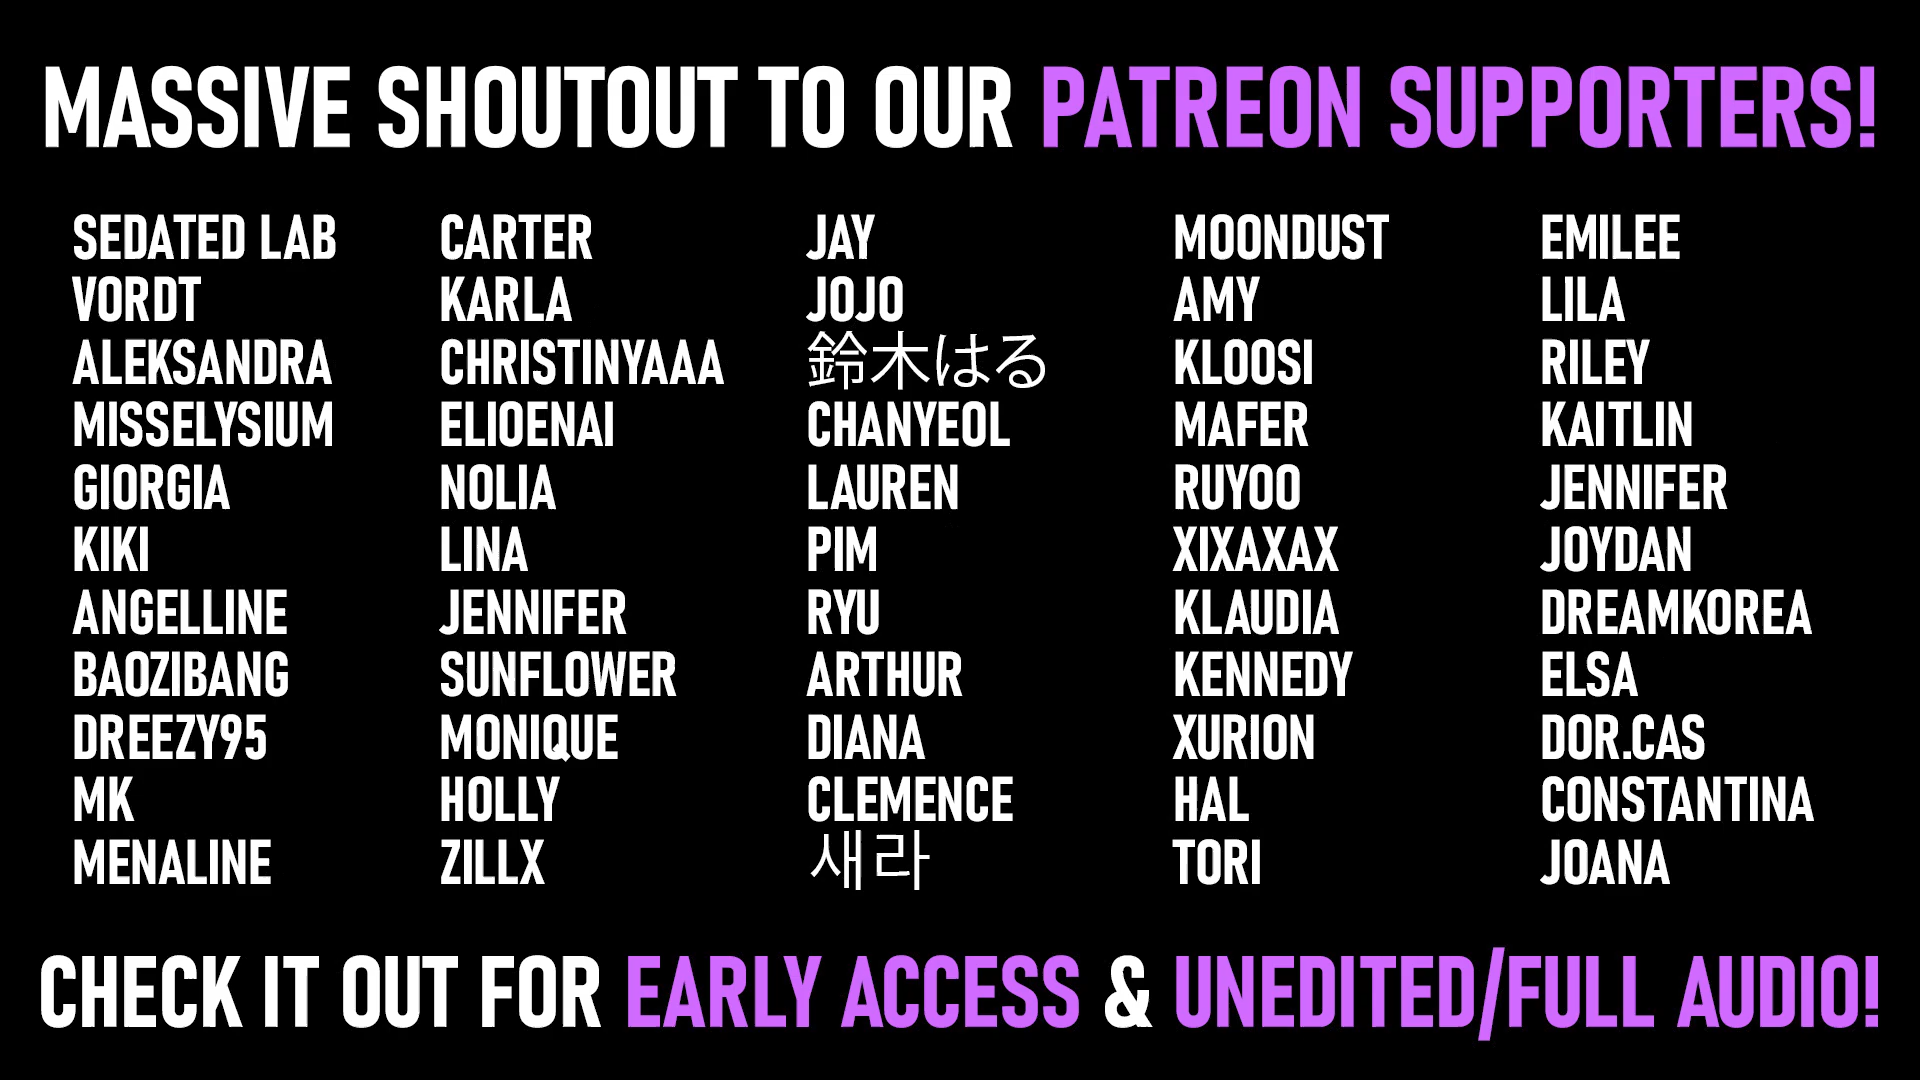 MASSIVE SHOUTOUT TO OUR PATREON SUPPORTERS!
SEDATED LAB
VORDT
ALEKSANDRA
MISSELYSIUM
GIORGIA
KIKI
ANGELLINE
BAOZIBANG
DREEZY95
MK
MENALINE
CARTER
KARLA
CHRISTINYAAA
ELIOENAI
NOLIA
LINA
JENNIFER
SUNFLOWER
MONIQUE
HOLLY
ZILLX
JAY
JOJO
鈴木はる
CHANYEOL
LAUREN
PIM
RYU
ARTHUR
DIANA
CLEMENCE
새라
MOONDUST
AMY
KLOOSI
MAFER
RUYOO
XIXAXAX
KLAUDIA
KENNEDY
XURION
HAL
TORI
EMILEE
LILA
RILEY
KAITLIN
JENNIFER
JOYDAN
DREAMKOREA
ELSA
DOR.CAS
CONSTANTINA
JOANA
CHECK IT OUT FOR EARLY ACCESS & UNEDITED/FULL AUDIO!